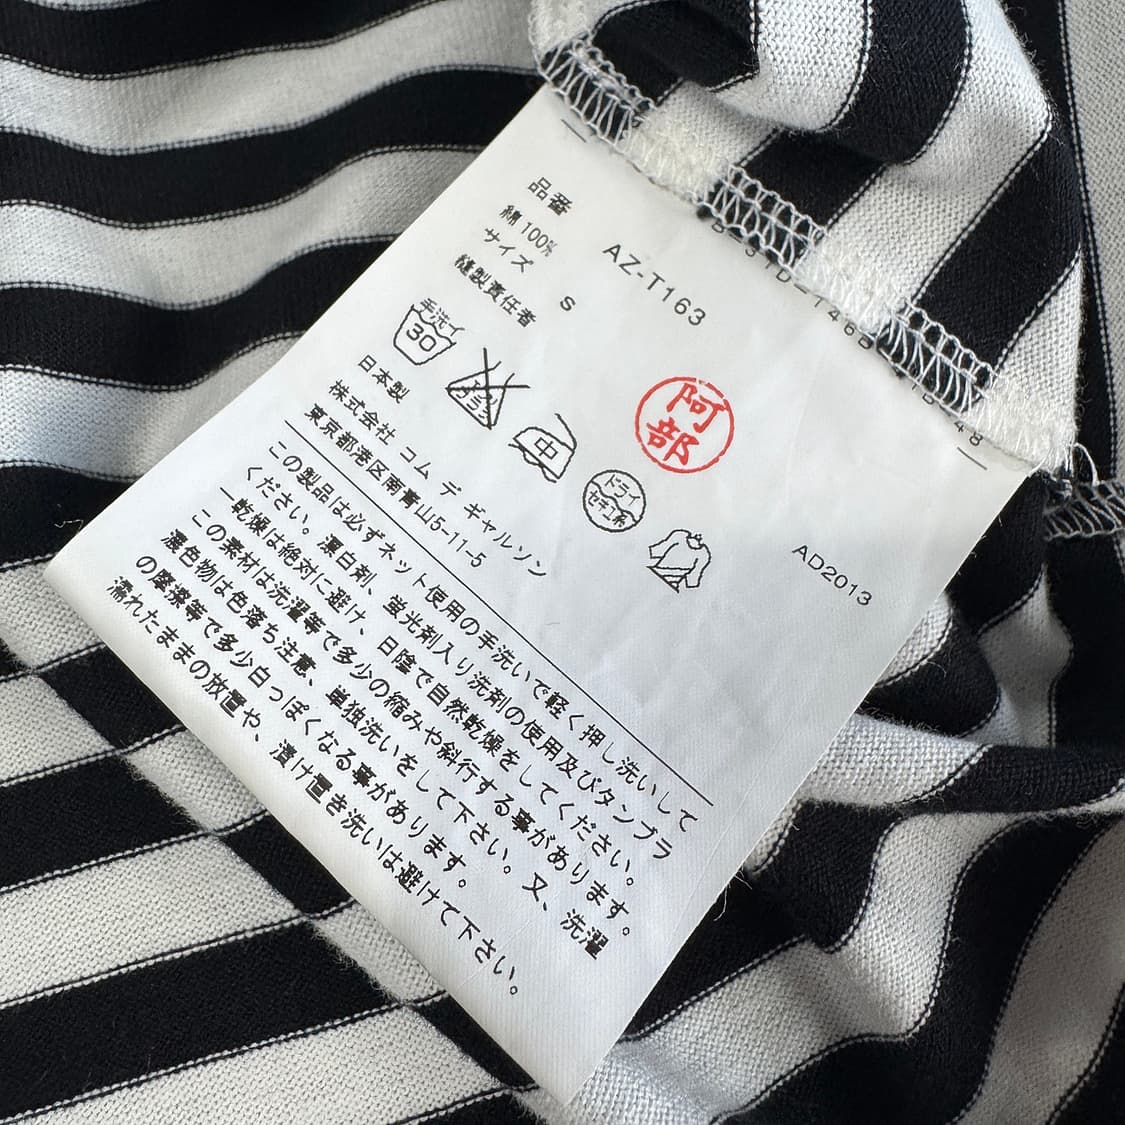 品番 AZ-T163
綿100%
サイズ S
縫製責任者
阿部
手洗イ
30
中
ドライ
セキユ系
日本製
株式会社 コム デ ギャルソン
東京都港区南青山5-11-5
AD2013
この製品は必ずネット使用の手洗いで軽く押し洗いして
ください。漂白剤、蛍光剤入り洗剤の使用及びタンブラ
ー乾燥は絶対に避け、日陰で自然乾燥をしてください。
この素材は洗濯等で多少の縮みや斜行する事があります。
濃色物は色落ち注意、単独洗いをして下さい。又、洗濯
の摩擦等で多少白っぽくなる事があります。
濡れたままの放置や、漬け置き洗いは避けて下さい。